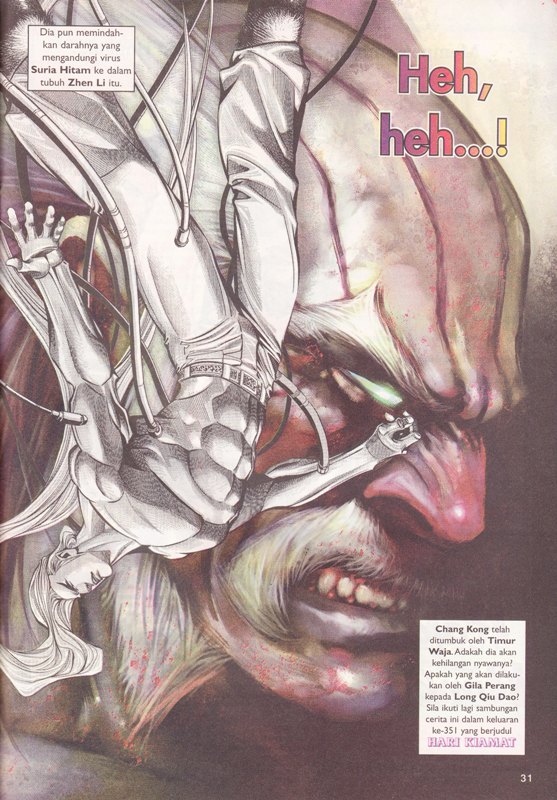 Dia pun memindah-
kan darahnya yang
mengandungi virus
Suria Hitam ke dalam
tubuh Zhen Li itu.
Heh,
heh...!
Chang Kong telah
ditumbuk oleh Timur
Waja. Adakah dia akan
kehilangan nyawanya?
Apakah yang akan dilaku-
kan oleh Gila Perang
kepada Long Qiu Dao?
Sila ikuti lagi sambungan
cerita ini dalam keluaran
ke-351 yang berjudul
HARI KIAMAT
31